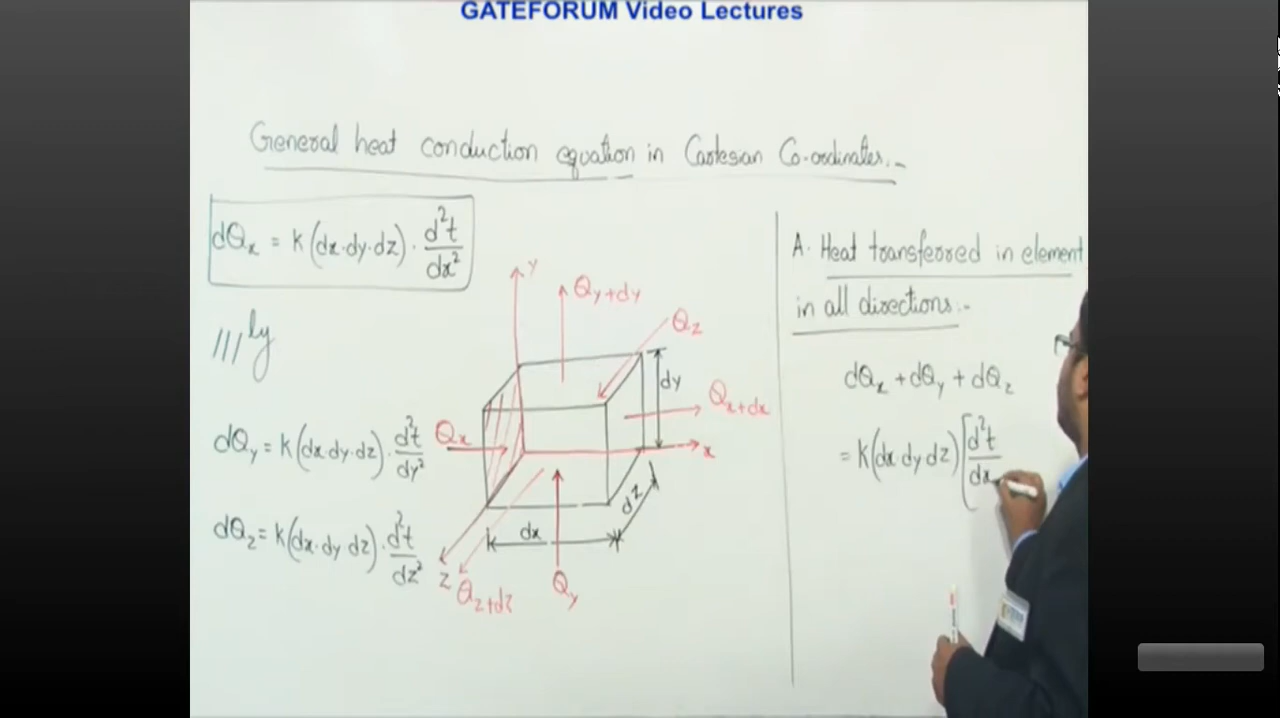 GATEFORUM Video Lectures
General heat conduction equation in Cartesian Co-ordinates.-
dQx = k(dx·dy·dz) · d²t/dx²
///ly
dQy = k(dx·dy·dz) · d²t/dy²
dQz = k(dx·dy dz) · d²t/dz²
Y
Qy+dy
Qz
dy
Qx+dx
Qx
x
dz
dx
Z
Qz+dz
Qy
A. Heat transferred in element
in all directions.-
dQx + dQy + dQz
= k(dx dy dz) [d²t/dx